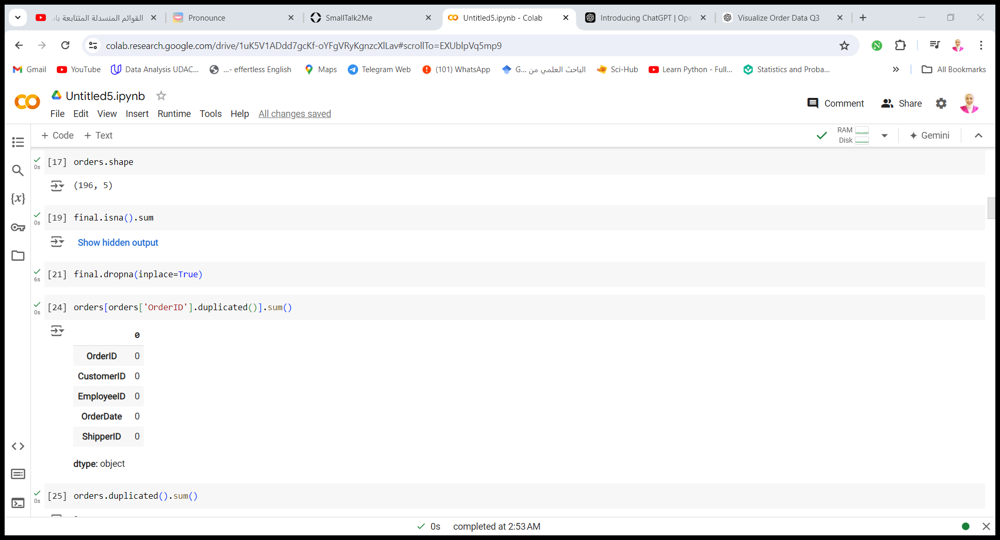 القوائم المنسدلة المتتابعة باس
Pronounce
SmallTalk2Me
Untitled5.ipynb - Colab
Introducing ChatGPT | Ope
Visualize Order Data Q3
colab.research.google.com/drive/1uK5V1ADdd7gcKf-oYFgVRyKgnzcXlLav#scrollTo=EXUblpVq5mp9
Gmail
YouTube
Data Analysis UDAC...
...- effertless English
Maps
Telegram Web
(101) WhatsApp
G... الباحث العلمي من
Sci-Hub
Learn Python - Full...
Statistics and Proba...
All Bookmarks
Untitled5.ipynb
Comment
Share
File Edit View Insert Runtime Tools Help All changes saved
+ Code + Text
RAM
Disk
Gemini
0s [17] orders.shape
(196, 5)
0s [19] final.isna().sum
Show hidden output
6s [21] final.dropna(inplace=True)
0s [24] orders[orders['OrderID'].duplicated()].sum()
0
OrderID 0
CustomerID 0
EmployeeID 0
OrderDate 0
ShipperID 0
dtype: object
0s [25] orders.duplicated().sum()
0s completed at 2:53 AM